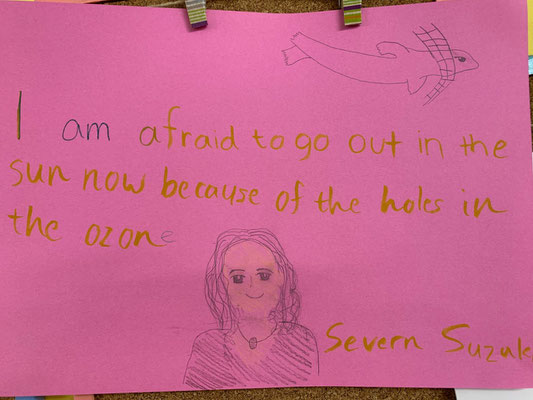 I am afraid to go out in the
sun now because of the holes in
the ozone
Severn Suzuk